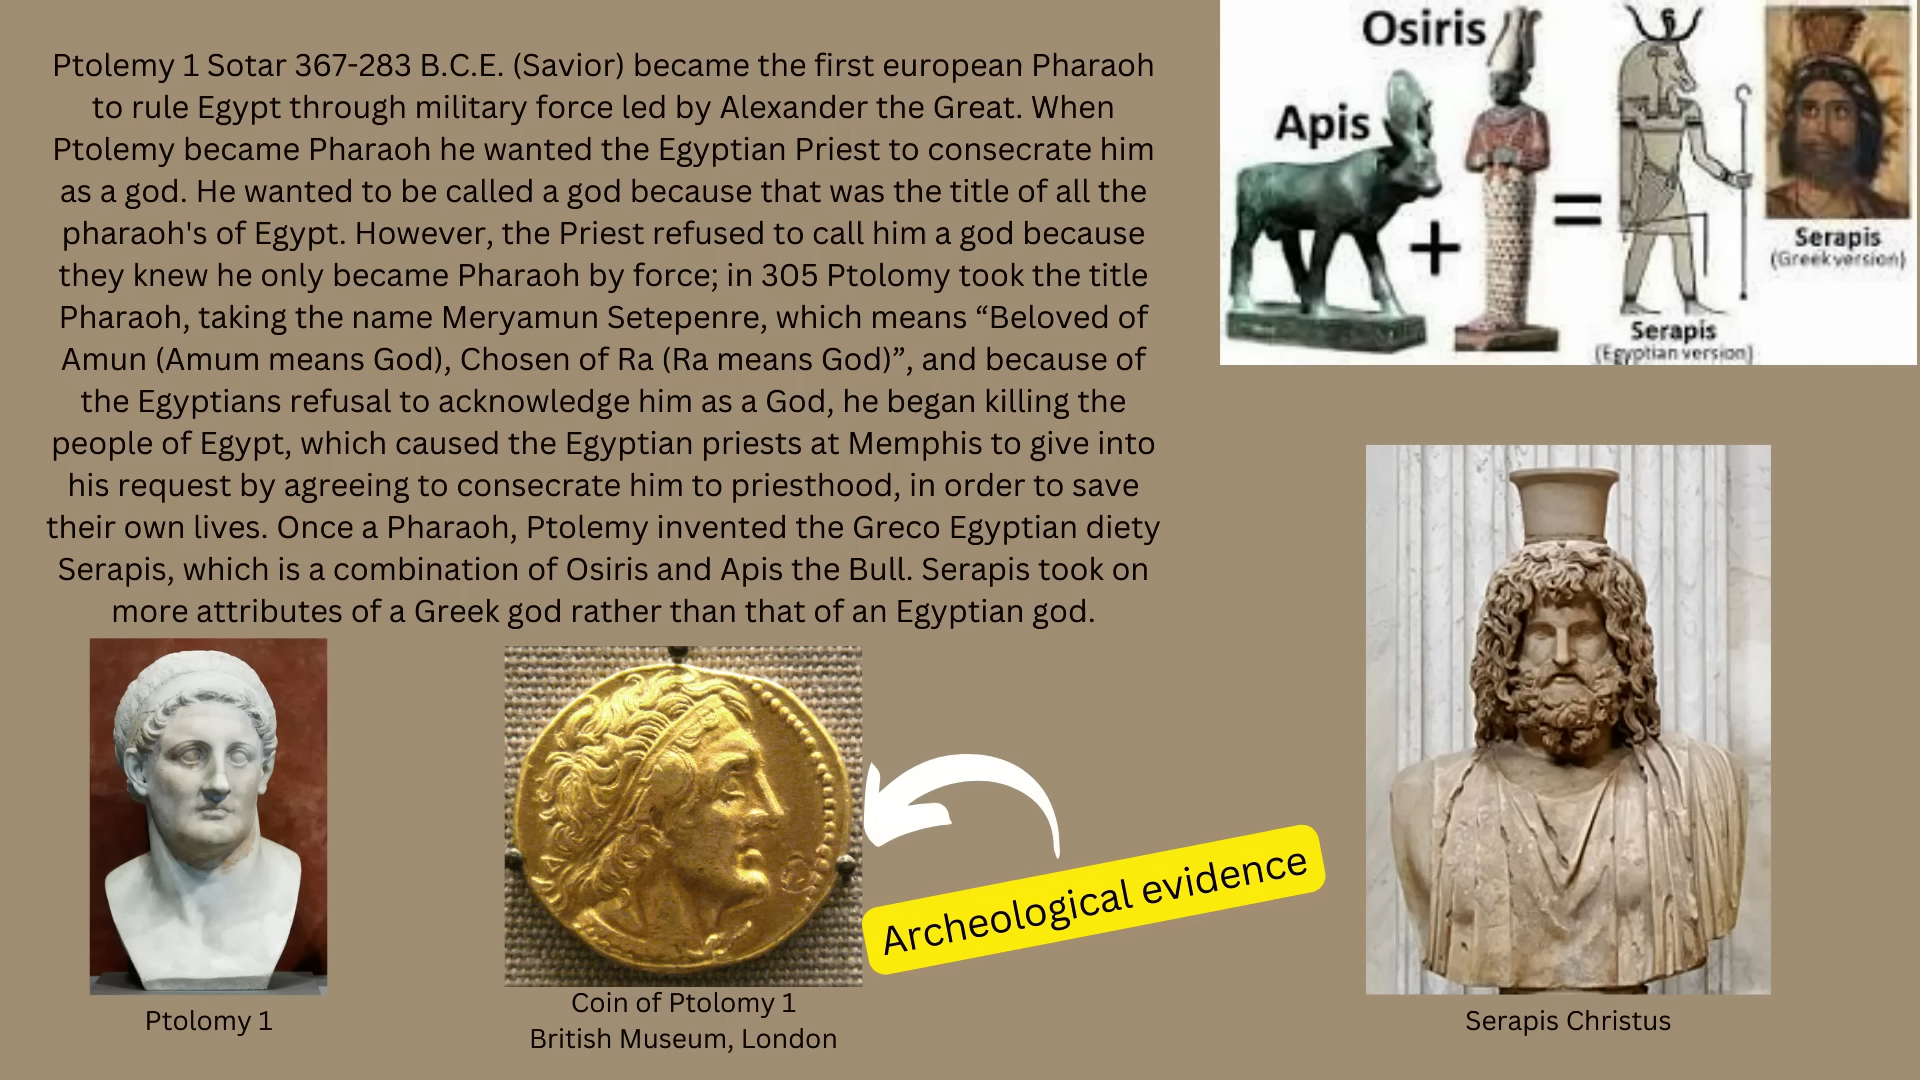 Ptolemy 1 Sotar 367-283 B.C.E. (Savior) became the first european Pharaoh
to rule Egypt through military force led by Alexander the Great. When
Ptolemy became Pharaoh he wanted the Egyptian Priest to consecrate him
as a god. He wanted to be called a god because that was the title of all the
pharaoh's of Egypt. However, the Priest refused to call him a god because
they knew he only became Pharaoh by force; in 305 Ptolomy took the title
Pharaoh, taking the name Meryamun Setepenre, which means “Beloved of
Amun (Amum means God), Chosen of Ra (Ra means God)”, and because of
the Egyptians refusal to acknowledge him as a God, he began killing the
people of Egypt, which caused the Egyptian priests at Memphis to give into
his request by agreeing to consecrate him to priesthood, in order to save
their own lives. Once a Pharaoh, Ptolemy invented the Greco Egyptian diety
Serapis, which is a combination of Osiris and Apis the Bull. Serapis took on
more attributes of a Greek god rather than that of an Egyptian god.
Osiris
Apis
+
=
Serapis
(Greek version)
Serapis
(Egyptian version)
Archeological evidence
Ptolomy 1
Coin of Ptolomy 1
British Museum, London
Serapis Christus